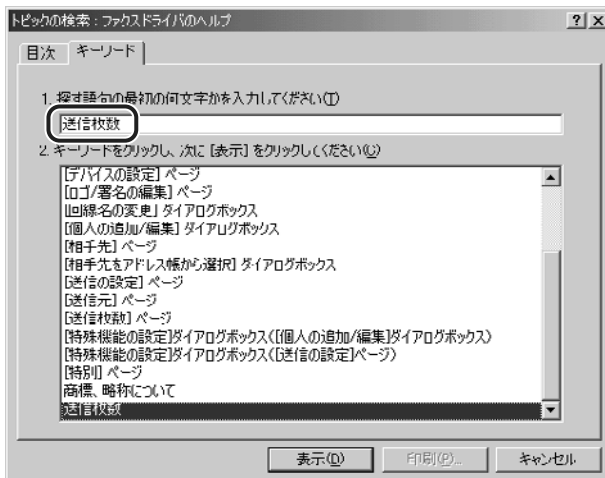 トピックの検索 : ファクスドライバのヘルプ
目次 キーワード
1. 探す語句の最初の何文字かを入力してください(T)
送信枚数
2. キーワードをクリックし、次に [表示] をクリックしてください(C)
[デバイスの設定] ページ
[ロゴ/署名の編集] ページ
[回線名の変更] ダイアログボックス
[個人の追加/編集] ダイアログボックス
[相手先] ページ
[相手先をアドレス帳から選択] ダイアログボックス
[送信の設定] ページ
[送信元] ページ
[送信枚数] ページ
[特殊機能の設定]ダイアログボックス([個人の追加/編集]ダイアログボックス)
[特殊機能の設定]ダイアログボックス([送信の設定]ページ)
[特別] ページ
商標、略称について
送信枚数
表示(D) 印刷(P)... キャンセル